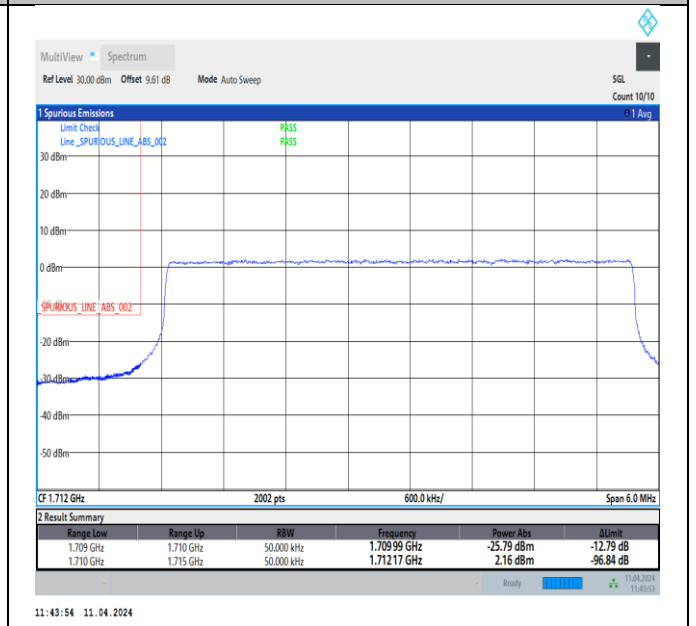 MultiView Spectrum
Ref Level 30.00 dBm Offset 9.61 dB Mode Auto Sweep SGL
Count 10/10
1 Spurious Emissions 1 Avg
Limit Check PASS
Line _SPURIOUS_LINE_ABS_002 PASS
30 dBm
20 dBm
10 dBm
0 dBm
-10 dBm
_SPURIOUS_LINE_ABS_002
-20 dBm
-30 dBm
-40 dBm
-50 dBm
CF 1.712 GHz 2002 pts 600.0 kHz/ Span 6.0 MHz
2 Result Summary
Range Low Range Up RBW Frequency Power Abs ΔLimit
1.709 GHz 1.710 GHz 50.000 kHz 1.70999 GHz -25.79 dBm -12.79 dB
1.710 GHz 1.715 GHz 50.000 kHz 1.71217 GHz 2.16 dBm -96.84 dB
Ready 11.04.2024
11:43:53
11:43:54 11.04.2024